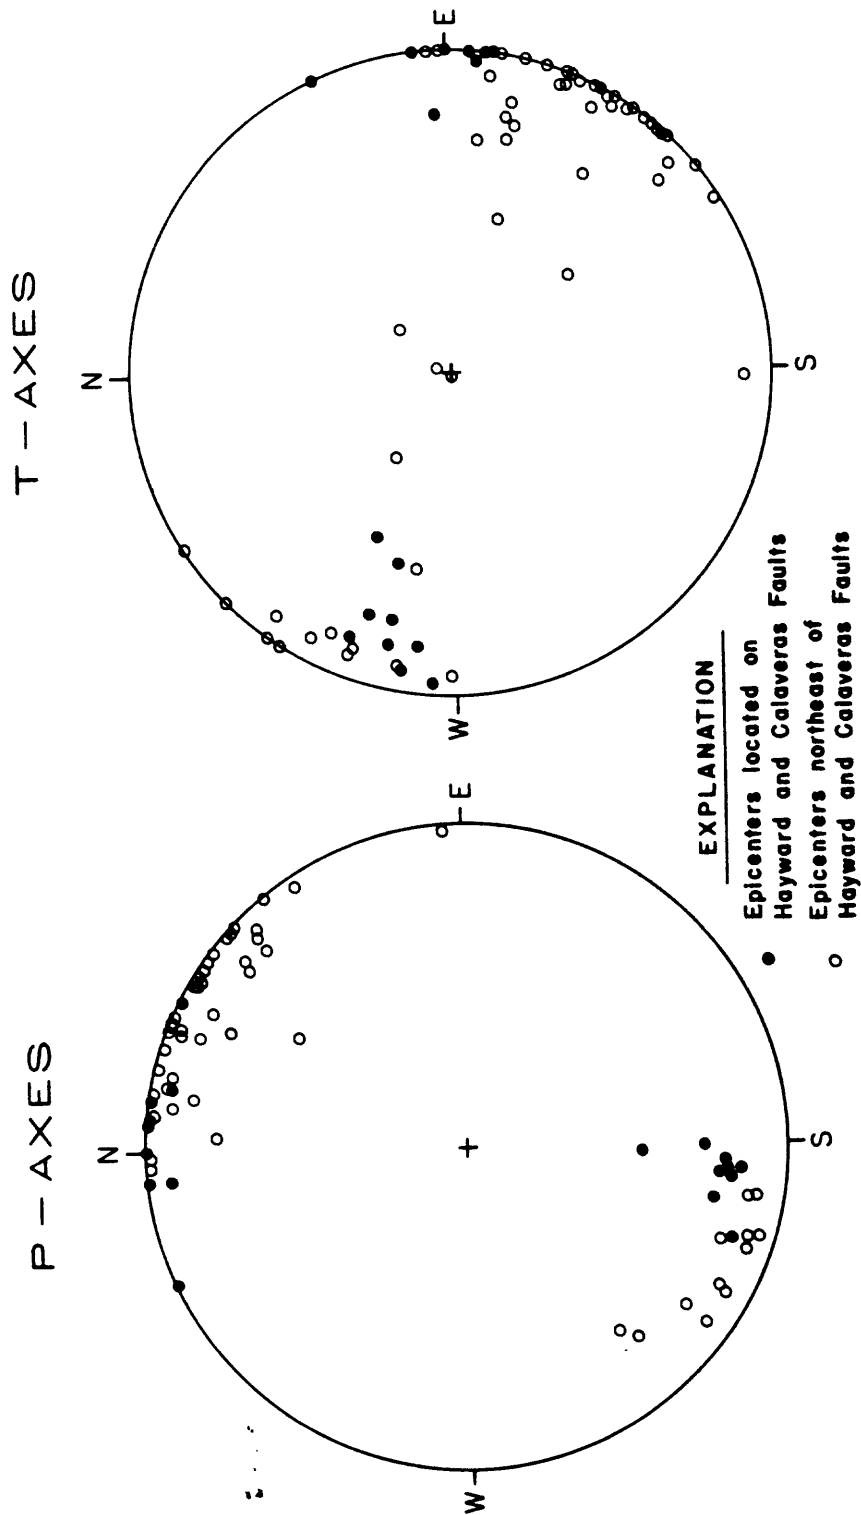 P-AXES
N
W
E
S
T-AXES
N
W
E
S
EXPLANATION
Epicenters located on
Hayward and Calaveras Faults
Epicenters northeast of
Hayward and Calaveras Faults